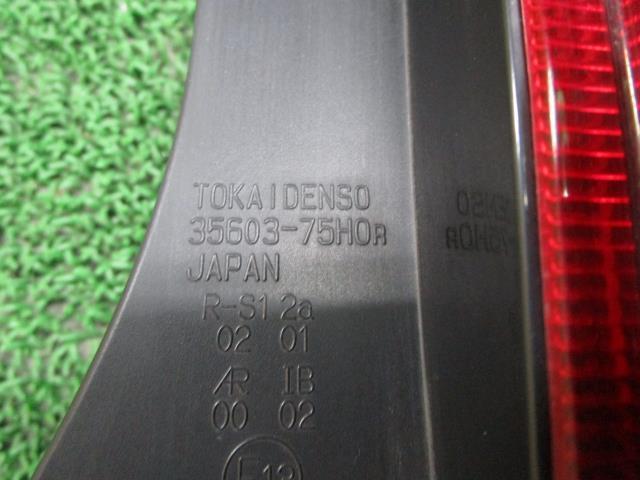 TOKAIDENSO
35603-75H0R
JAPAN
R-S1 2a
02 01
AR IB
00 02